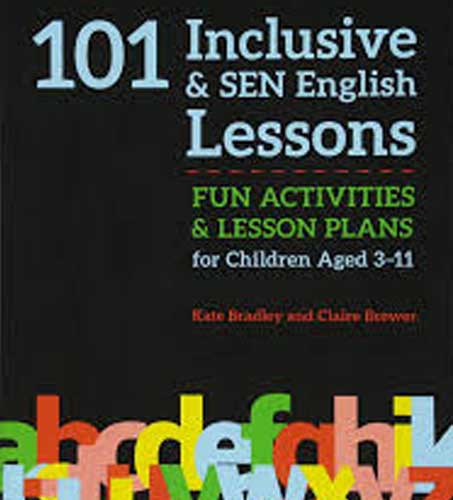 101 Inclusive
& SEN English
Lessons
FUN ACTIVITIES
& LESSON PLANS
for Children Aged 3–11
Kate Bradley and Claire Brewer
abcdefghijk